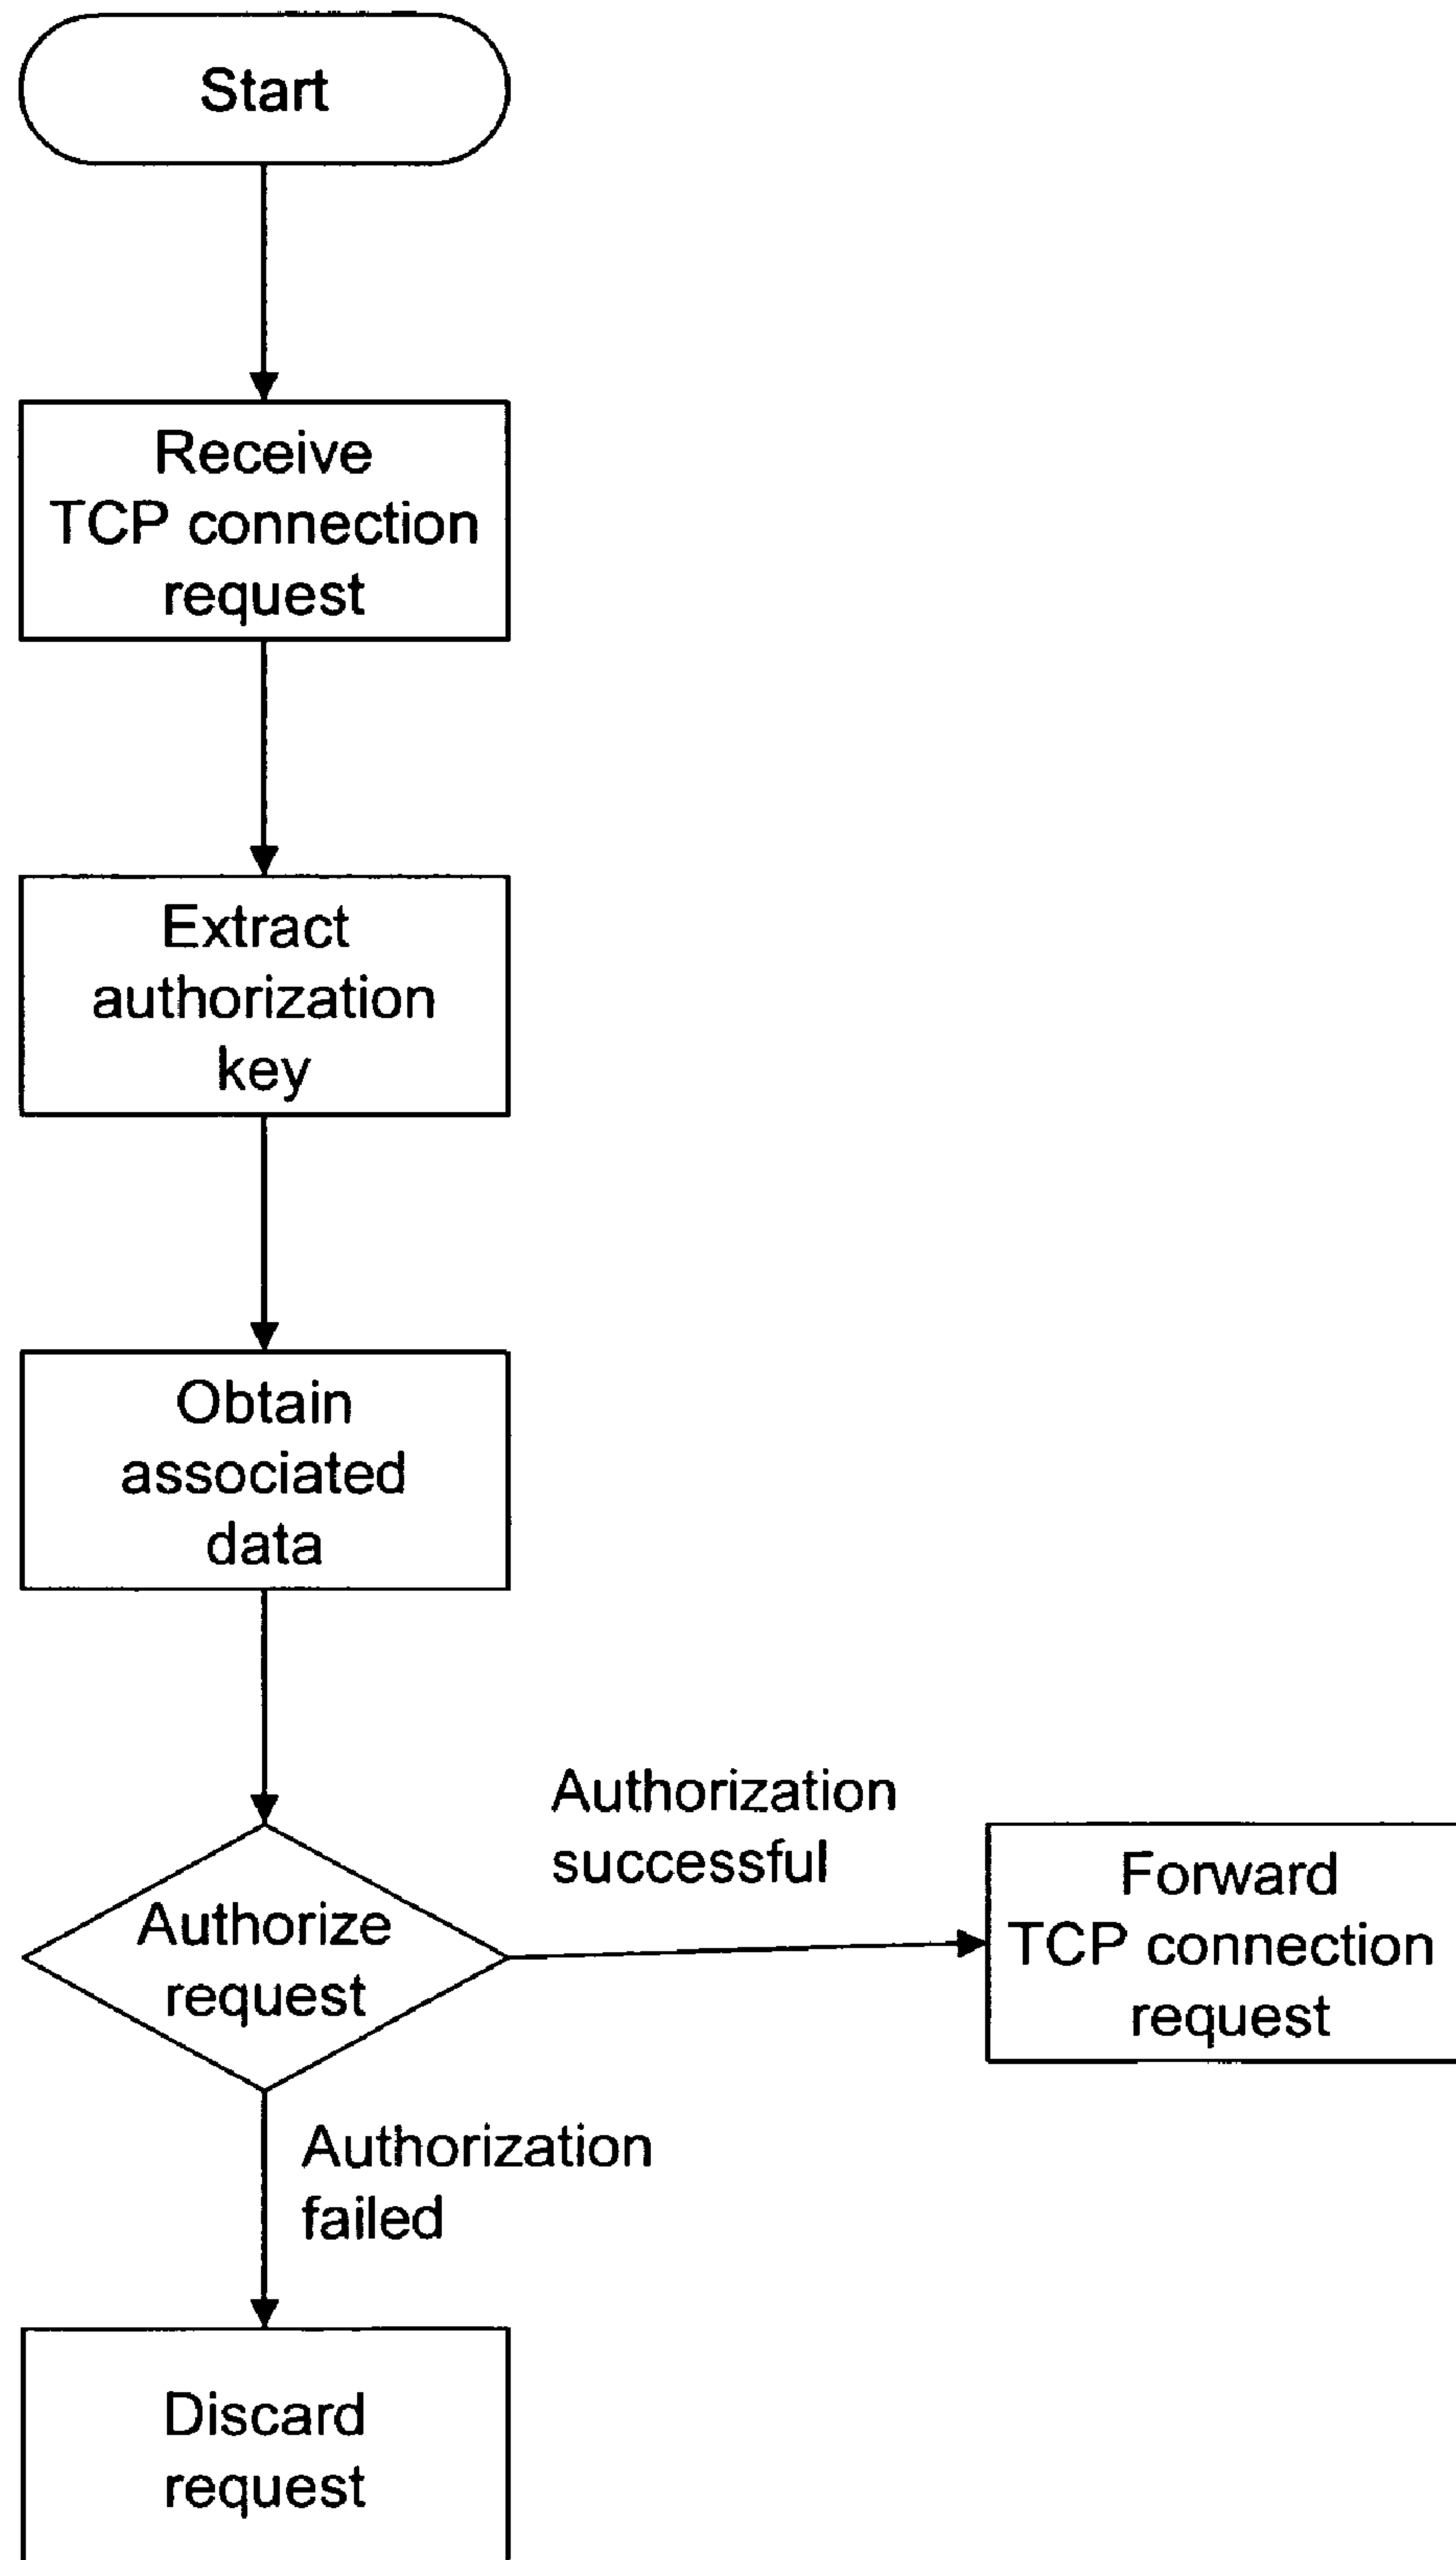 Start
Receive
TCP connection
request
Extract
authorization
key
Obtain
associated
data
Authorize
request
Authorization
successful
Forward
TCP connection
request
Authorization
failed
Discard
request